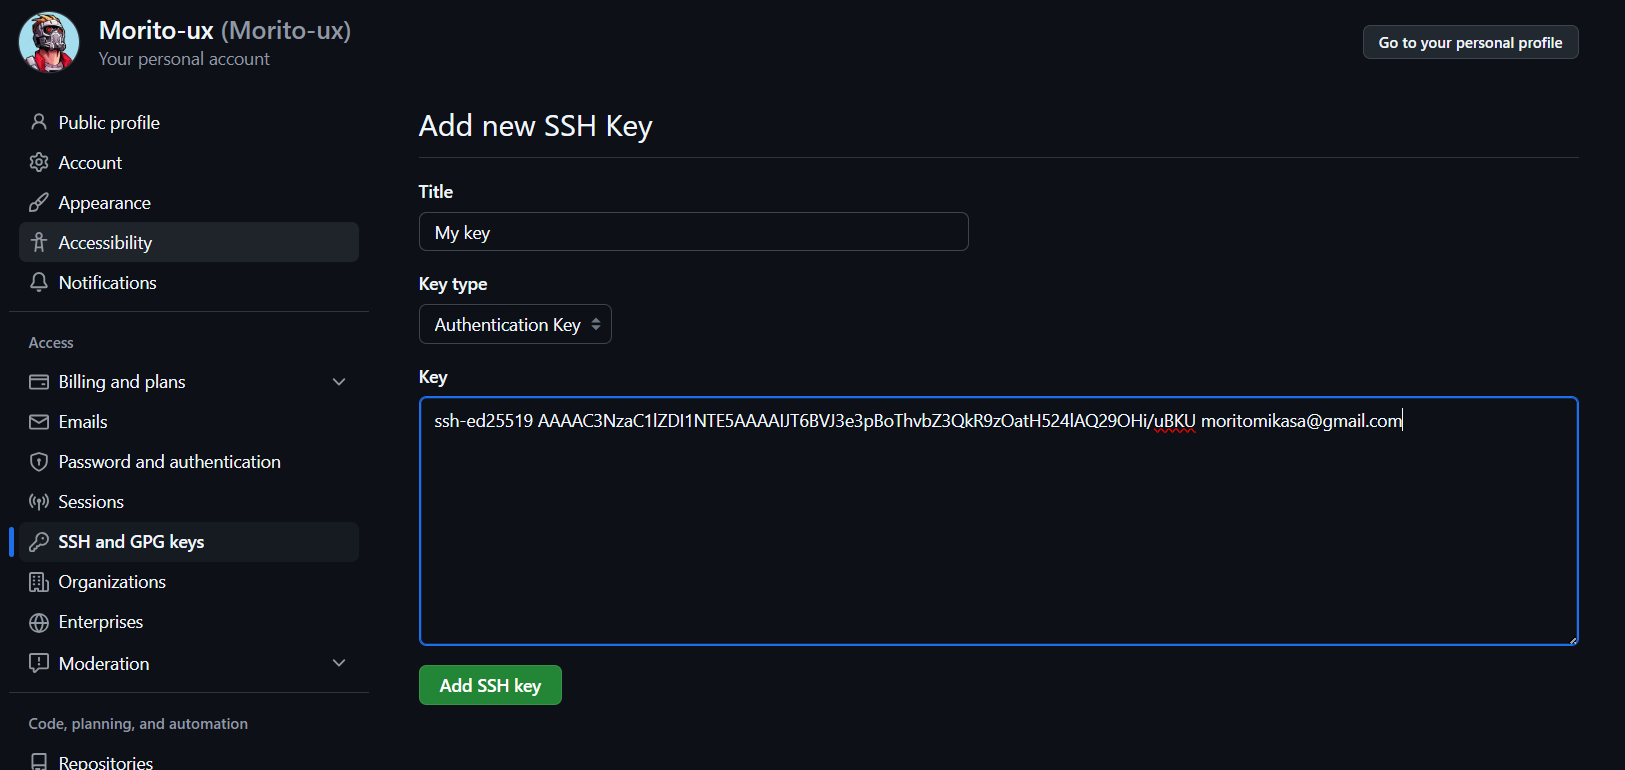 Morito-ux (Morito-ux)
Your personal account
Go to your personal profile
Public profile
Account
Appearance
Accessibility
Notifications
Access
Billing and plans
Emails
Password and authentication
Sessions
SSH and GPG keys
Organizations
Enterprises
Moderation
Code, planning, and automation
Repositories
Add new SSH Key
Title
My key
Key type
Authentication Key
Key
ssh-ed25519 AAAAC3NzaC1lZDI1NTE5AAAAIJT6BVJ3e3pBoThvbZ3QkR9zOatH524lAQ29OHi/uBKU moritomikasa@gmail.com
Add SSH key